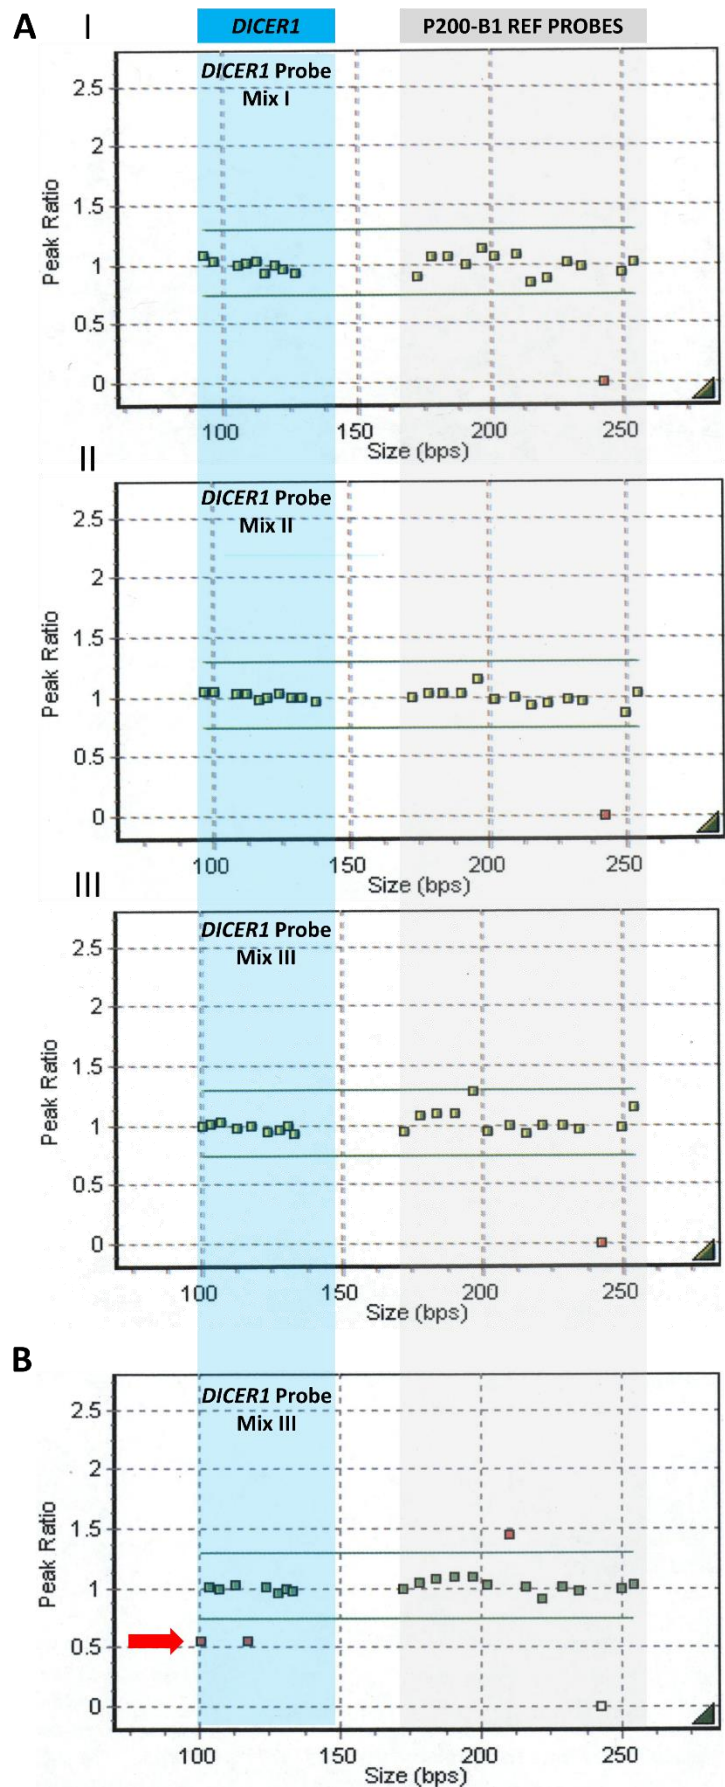 A I
DICER1
P200-B1 REF PROBES
DICER1 Probe
Mix I
Peak Ratio
2.5
2
1.5
1
0.5
0
100 150 200 250
Size (bps)
II
DICER1 Probe
Mix II
Peak Ratio
2.5
2
1.5
1
0.5
0
100 150 200 250
Size (bps)
III
DICER1 Probe
Mix III
Peak Ratio
2.5
2
1.5
1
0.5
0
100 150 200 250
Size (bps)
B
DICER1 Probe
Mix III
Peak Ratio
2.5
2
1.5
1
0.5
0
100 150 200 250
Size (bps)